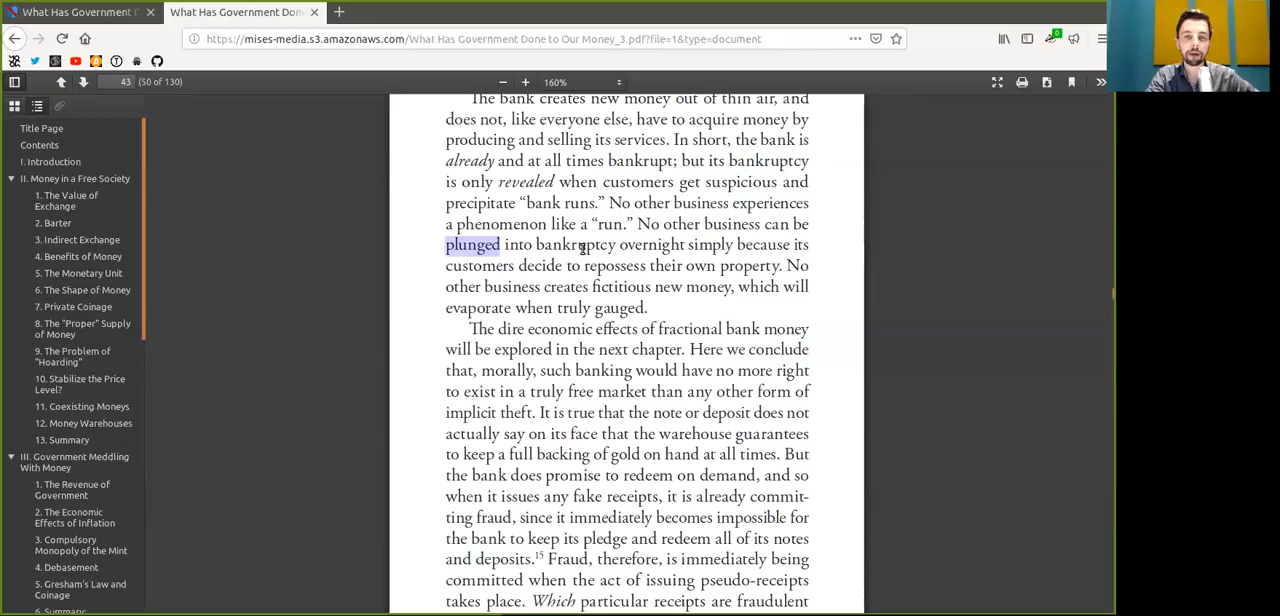 What Has Government D
What Has Government Don
https://mises-media.s3.amazonaws.com/What Has Government Done to Our Money_3.pdf?file=1&type=document
0
43 (50 of 130)
160%
Title Page
Contents
I. Introduction
II. Money in a Free Society
1. The Value of
Exchange
2. Barter
3. Indirect Exchange
4. Benefits of Money
5. The Monetary Unit
6. The Shape of Money
7. Private Coinage
8. The "Proper" Supply
of Money
9. The Problem of
"Hoarding"
10. Stabilize the Price
Level?
11. Coexisting Moneys
12. Money Warehouses
13. Summary
III. Government Meddling
With Money
1. The Revenue of
Government
2. The Economic
Effects of Inflation
3. Compulsory
Monopoly of the Mint
4. Debasement
5. Gresham's Law and
Coinage
6. Summary
The bank creates new money out of thin air, and
does not, like everyone else, have to acquire money by
producing and selling its services. In short, the bank is
already and at all times bankrupt; but its bankruptcy
is only revealed when customers get suspicious and
precipitate “bank runs.” No other business experiences
a phenomenon like a “run.” No other business can be
plunged into bankruptcy overnight simply because its
customers decide to repossess their own property. No
other business creates fictitious new money, which will
evaporate when truly gauged.
The dire economic effects of fractional bank money
will be explored in the next chapter. Here we conclude
that, morally, such banking would have no more right
to exist in a truly free market than any other form of
implicit theft. It is true that the note or deposit does not
actually say on its face that the warehouse guarantees
to keep a full backing of gold on hand at all times. But
the bank does promise to redeem on demand, and so
when it issues any fake receipts, it is already commit-
ting fraud, since it immediately becomes impossible for
the bank to keep its pledge and redeem all of its notes
and deposits.15 Fraud, therefore, is immediately being
committed when the act of issuing pseudo-receipts
takes place. Which particular receipts are fraudulent